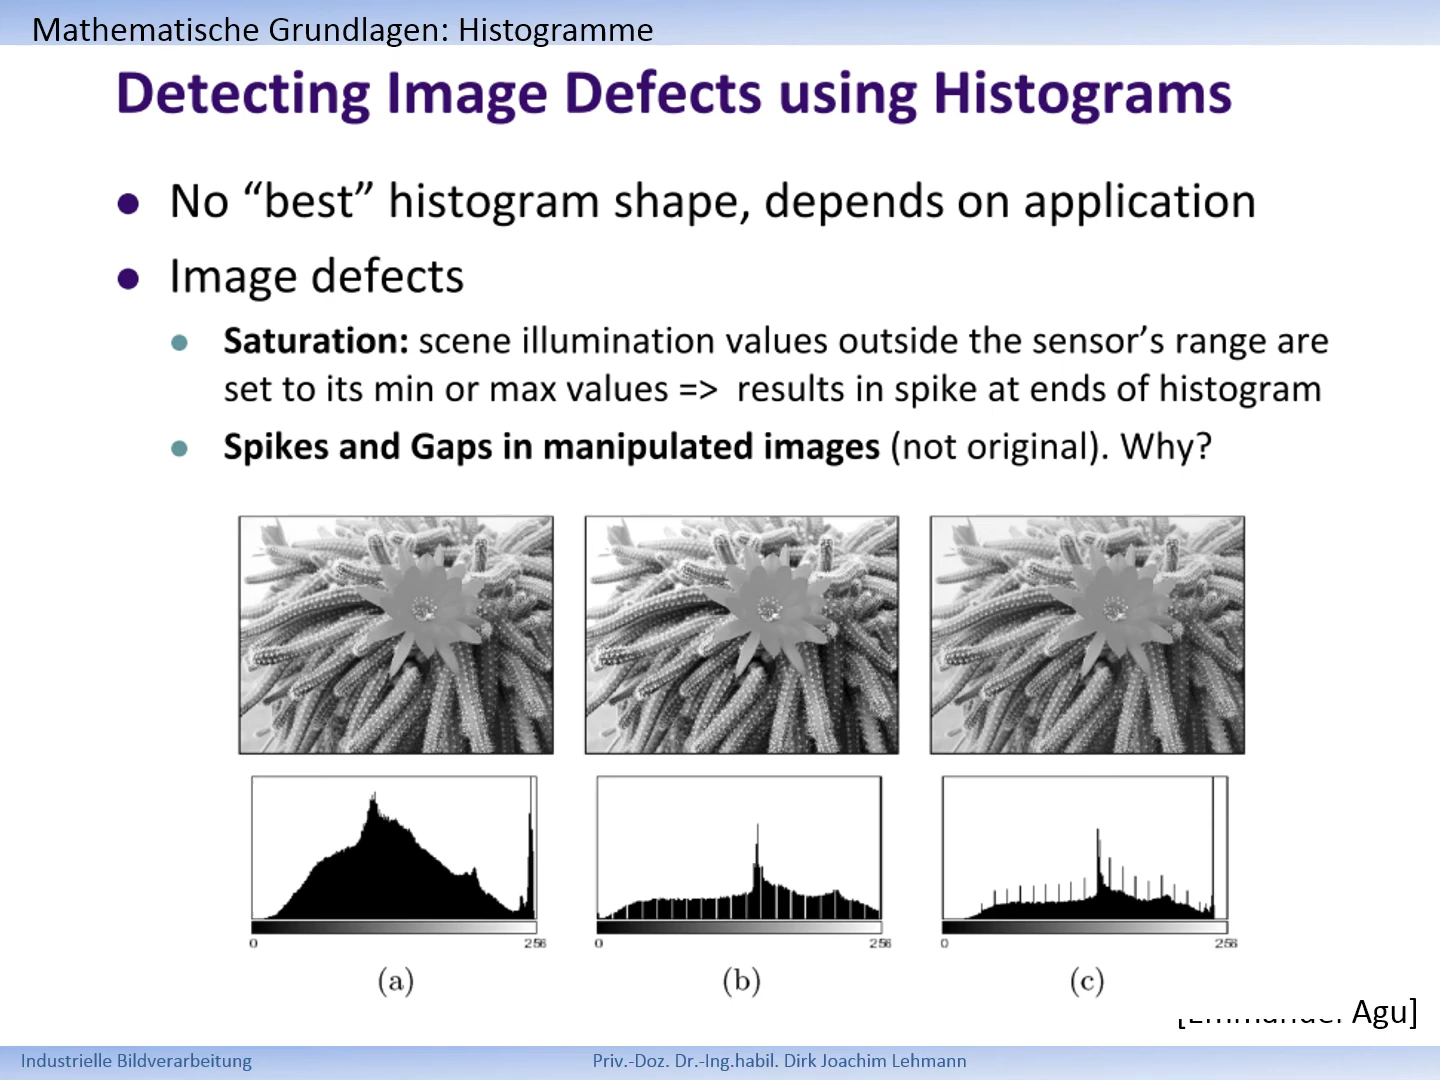 Mathematische Grundlagen: Histogramme
Detecting Image Defects using Histograms
No “best” histogram shape, depends on application
Image defects
Saturation: scene illumination values outside the sensor’s range are
set to its min or max values => results in spike at ends of histogram
Spikes and Gaps in manipulated images (not original). Why?
0 256 0 256 0 256
(a) (b) (c)
Agu]
Industrielle Bildverarbeitung Priv.-Doz. Dr.-Ing.habil. Dirk Joachim Lehmann